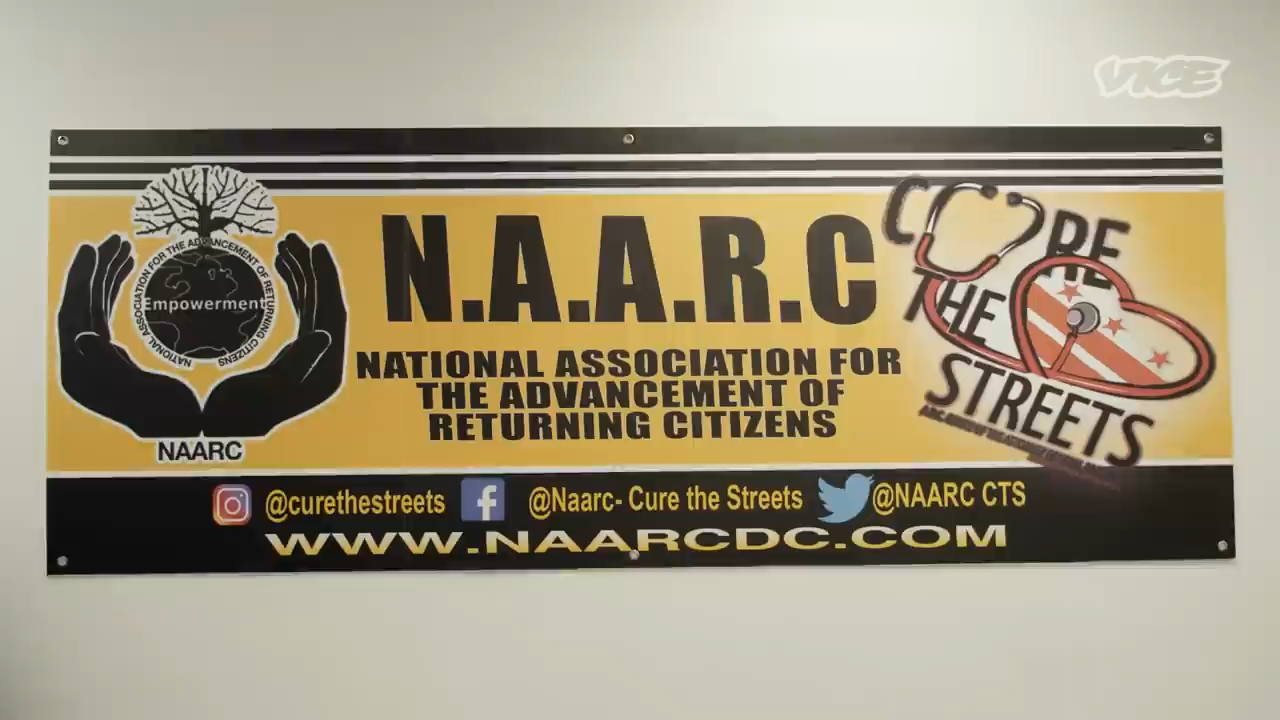 VICE
N.A.A.R.C
NATIONAL ASSOCIATION FOR
THE ADVANCEMENT OF
RETURNING CITIZENS
NATIONAL ASSOCIATION FOR THE ADVANCEMENT OF RETURNING CITIZENS
Empowerment
NAARC
CURE
THE
STREETS
@curethestreets @Naarc- Cure the Streets @NAARC CTS
WWW.NAARCDC.COM